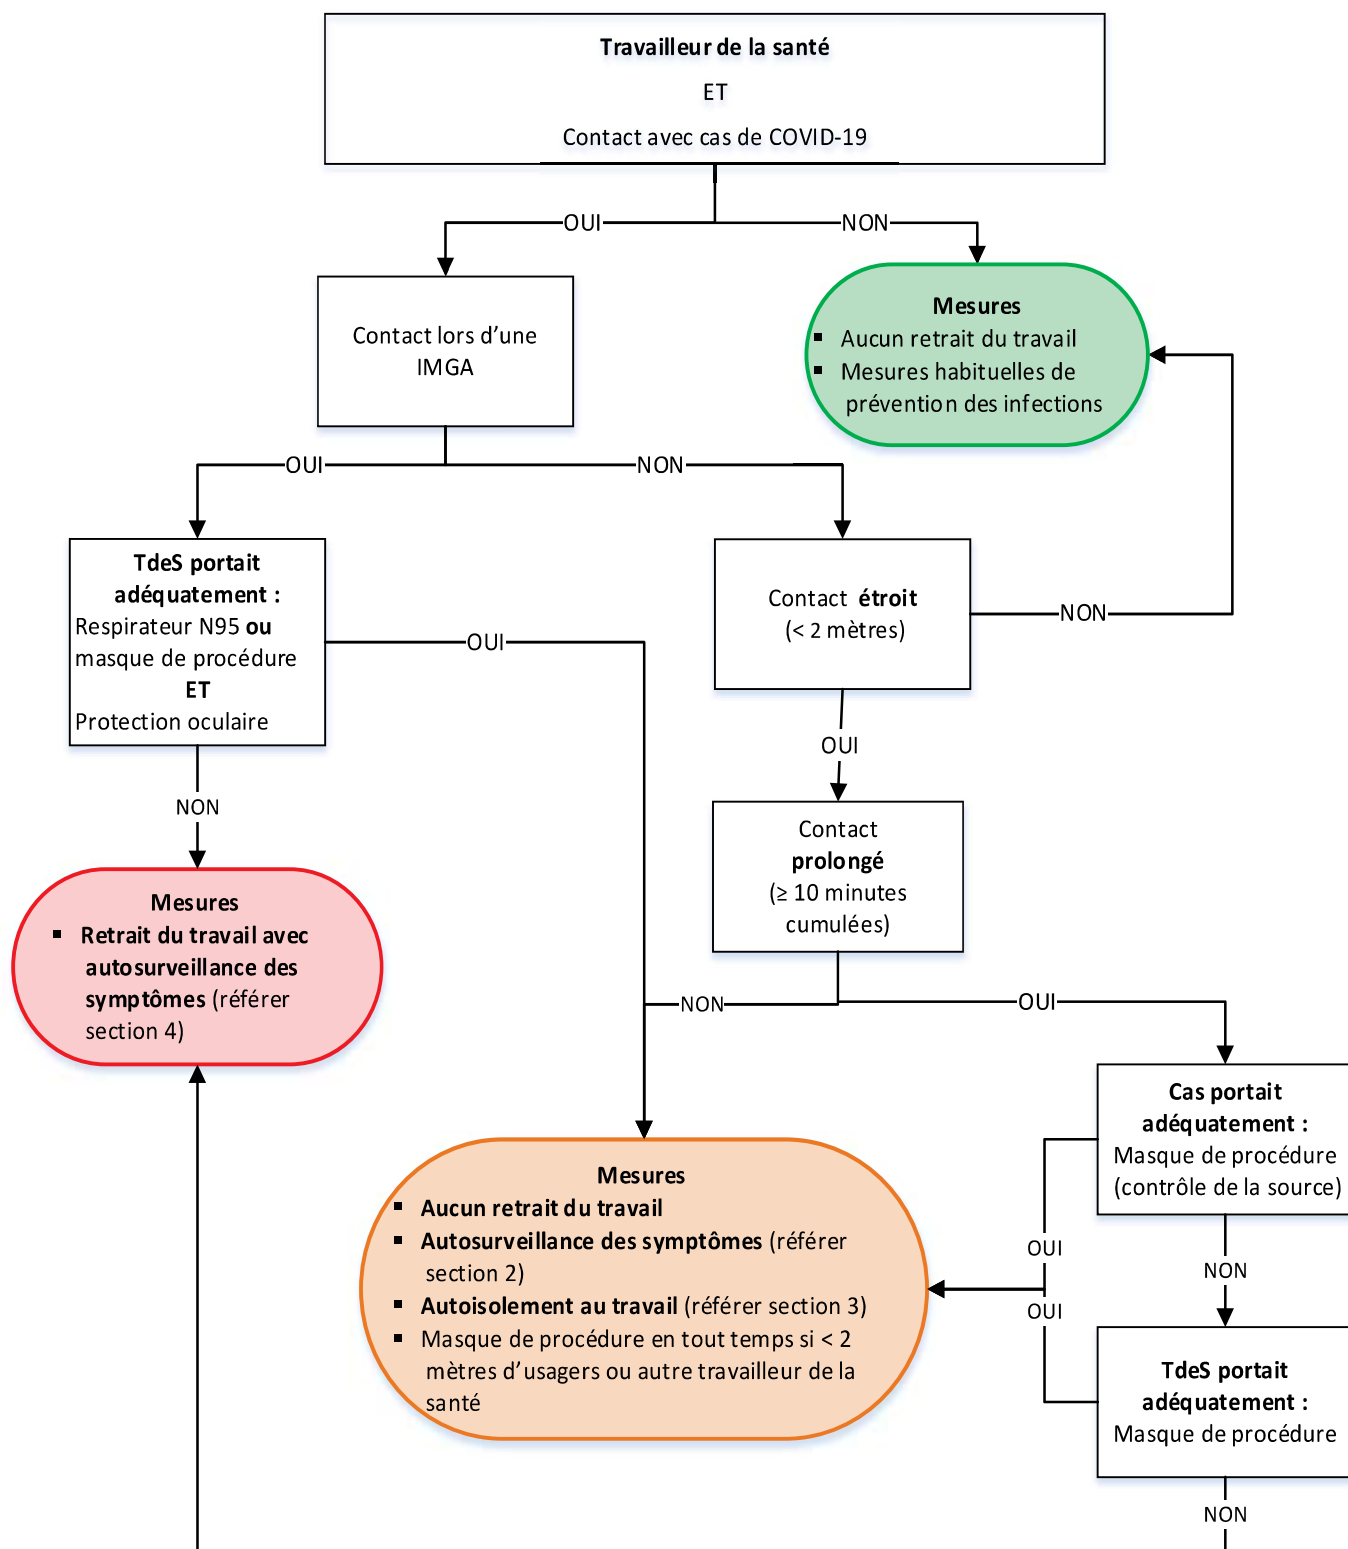 Travailleur de la santé
ET
Contact avec cas de COVID-19
OUI
NON
Contact lors d’une
IMGA
Mesures
▪ Aucun retrait du travail
▪ Mesures habituelles de
prévention des infections
OUI
NON
TdeS portait
adéquatement :
Respirateur N95 ou
masque de procédure
ET
Protection oculaire
OUI
Contact étroit
(< 2 mètres)
NON
OUI
NON
Contact
prolongé
(≥ 10 minutes
cumulées)
Mesures
▪ Retrait du travail avec
autosurveillance des
symptômes (référer
section 4)
NON
OUI
Cas portait
adéquatement :
Masque de procédure
(contrôle de la source)
Mesures
▪ Aucun retrait du travail
▪ Autosurveillance des symptômes (référer
section 2)
▪ Autoisolement au travail (référer section 3)
▪ Masque de procédure en tout temps si < 2
mètres d’usagers ou autre travailleur de la
santé
OUI
NON
OUI
TdeS portait
adéquatement :
Masque de procédure
NON